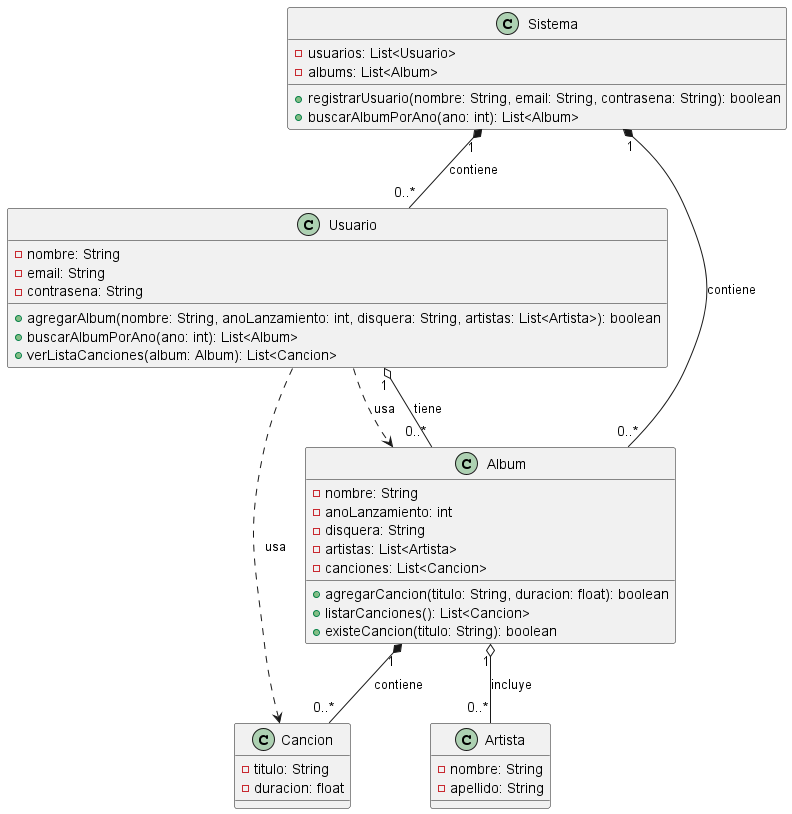 C Sistema
usuarios: List<Usuario>
albums: List<Album>
registrarUsuario(nombre: String, email: String, contrasena: String): boolean
buscarAlbumPorAno(ano: int): List<Album>
1
1
contiene
0..*
C Usuario
nombre: String
email: String
contrasena: String
agregarAlbum(nombre: String, anoLanzamiento: int, disquera: String, artistas: List<Artista>): boolean
buscarAlbumPorAno(ano: int): List<Album>
verListaCanciones(album: Album): List<Cancion>
contiene
1
usa
tiene
0..*
0..*
C Album
nombre: String
anoLanzamiento: int
disquera: String
artistas: List<Artista>
canciones: List<Cancion>
agregarCancion(titulo: String, duracion: float): boolean
listarCanciones(): List<Cancion>
existeCancion(titulo: String): boolean
usa
1
1
contiene
incluye
0..*
0..*
C Cancion
titulo: String
duracion: float
C Artista
nombre: String
apellido: String